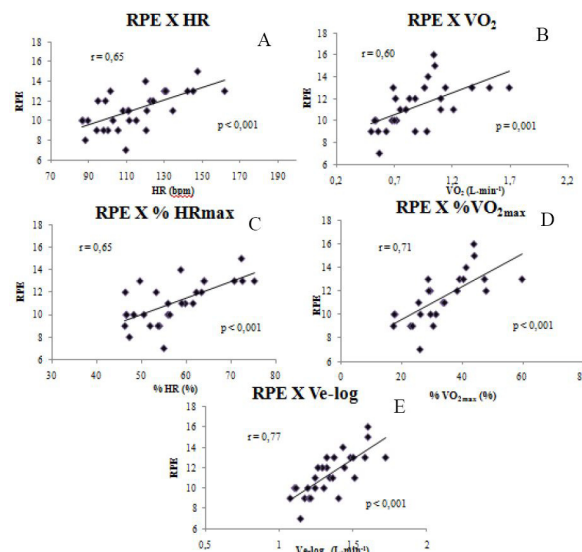 RPE X HR
A
r = 0,65
p < 0,001
RPE
16
14
12
10
8
6
70
90
110
130
150
170
190
HR (bpm)
RPE X VO₂
B
r = 0,60
p = 0,001
RPE
18
16
14
12
10
8
6
0,2
0,7
1,2
1,7
2,2
VO₂ (L-min⁻¹)
RPE X % HRmax
C
r = 0,65
p < 0,001
RPE
16
14
12
10
8
6
30
40
50
60
70
80
% HR (%)
RPE X %VO₂max
D
r = 0,71
p < 0,001
RPE
18
16
14
12
10
8
6
0
20
40
60
80
% VO₂max (%)
RPE X Ve-log
E
r = 0,77
p < 0,001
RPE
18
16
14
12
10
8
6
0,5
1
1,5
2
Ve-log (L-min⁻¹)